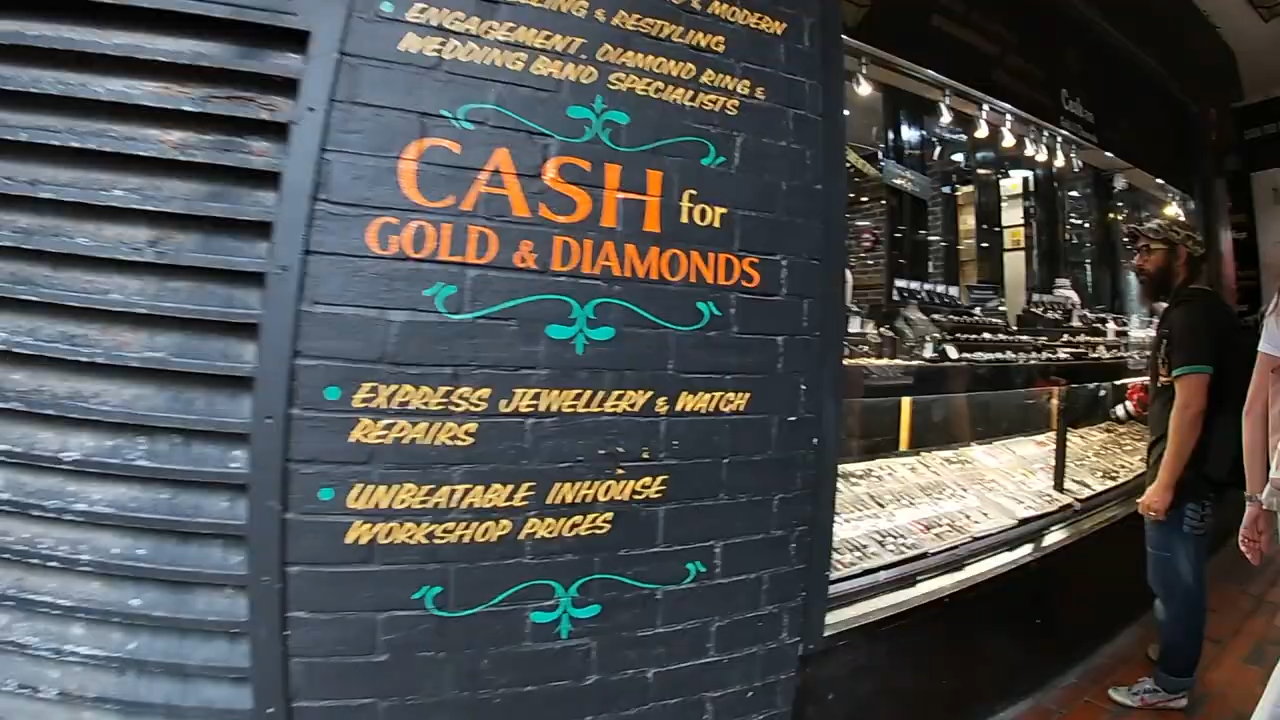 & MODERN
& RESTYLING
ENGAGEMENT, DIAMOND RING &
WEDDING BAND SPECIALISTS
CASH for
GOLD & DIAMONDS
EXPRESS JEWELLERY & WATCH
REPAIRS
UNBEATABLE INHOUSE
WORKSHOP PRICES